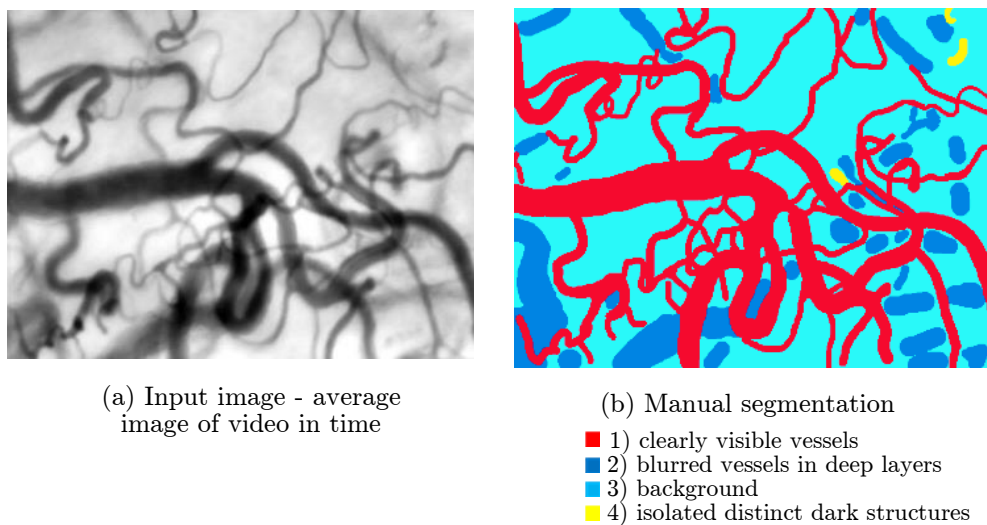 (a) Input image - average
image of video in time
(b) Manual segmentation
1) clearly visible vessels
2) blurred vessels in deep layers
3) background
4) isolated distinct dark structures